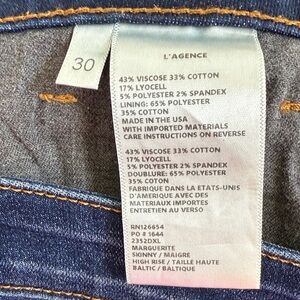 30
L'AGENCE
43% VISCOSE 33% COTTON
17% LYOCELL
5% POLYESTER 2% SPANDEX
LINING: 65% POLYESTER
35% COTTON
MADE IN THE USA
WITH IMPORTED MATERIALS
CARE INSTRUCTIONS ON REVERSE
43% VISCOSE 33% COTTON
17% LYOCELL
5% POLYESTER 2% SPANDEX
DOUBLURE: 65% POLYESTER
35% COTON
FABRIQUE DANS LA ETATS-UNIS
D'AMERIQUE AVEC DES
MATERIAUX IMPORTES
ENTRETIEN AU VERSO
RN126654
PO # 1644
2352DXL
MARGUERITE
SKINNY / MAIGRE
HIGH RISE / TAILLE HAUTE
BALTIC / BALTIQUE